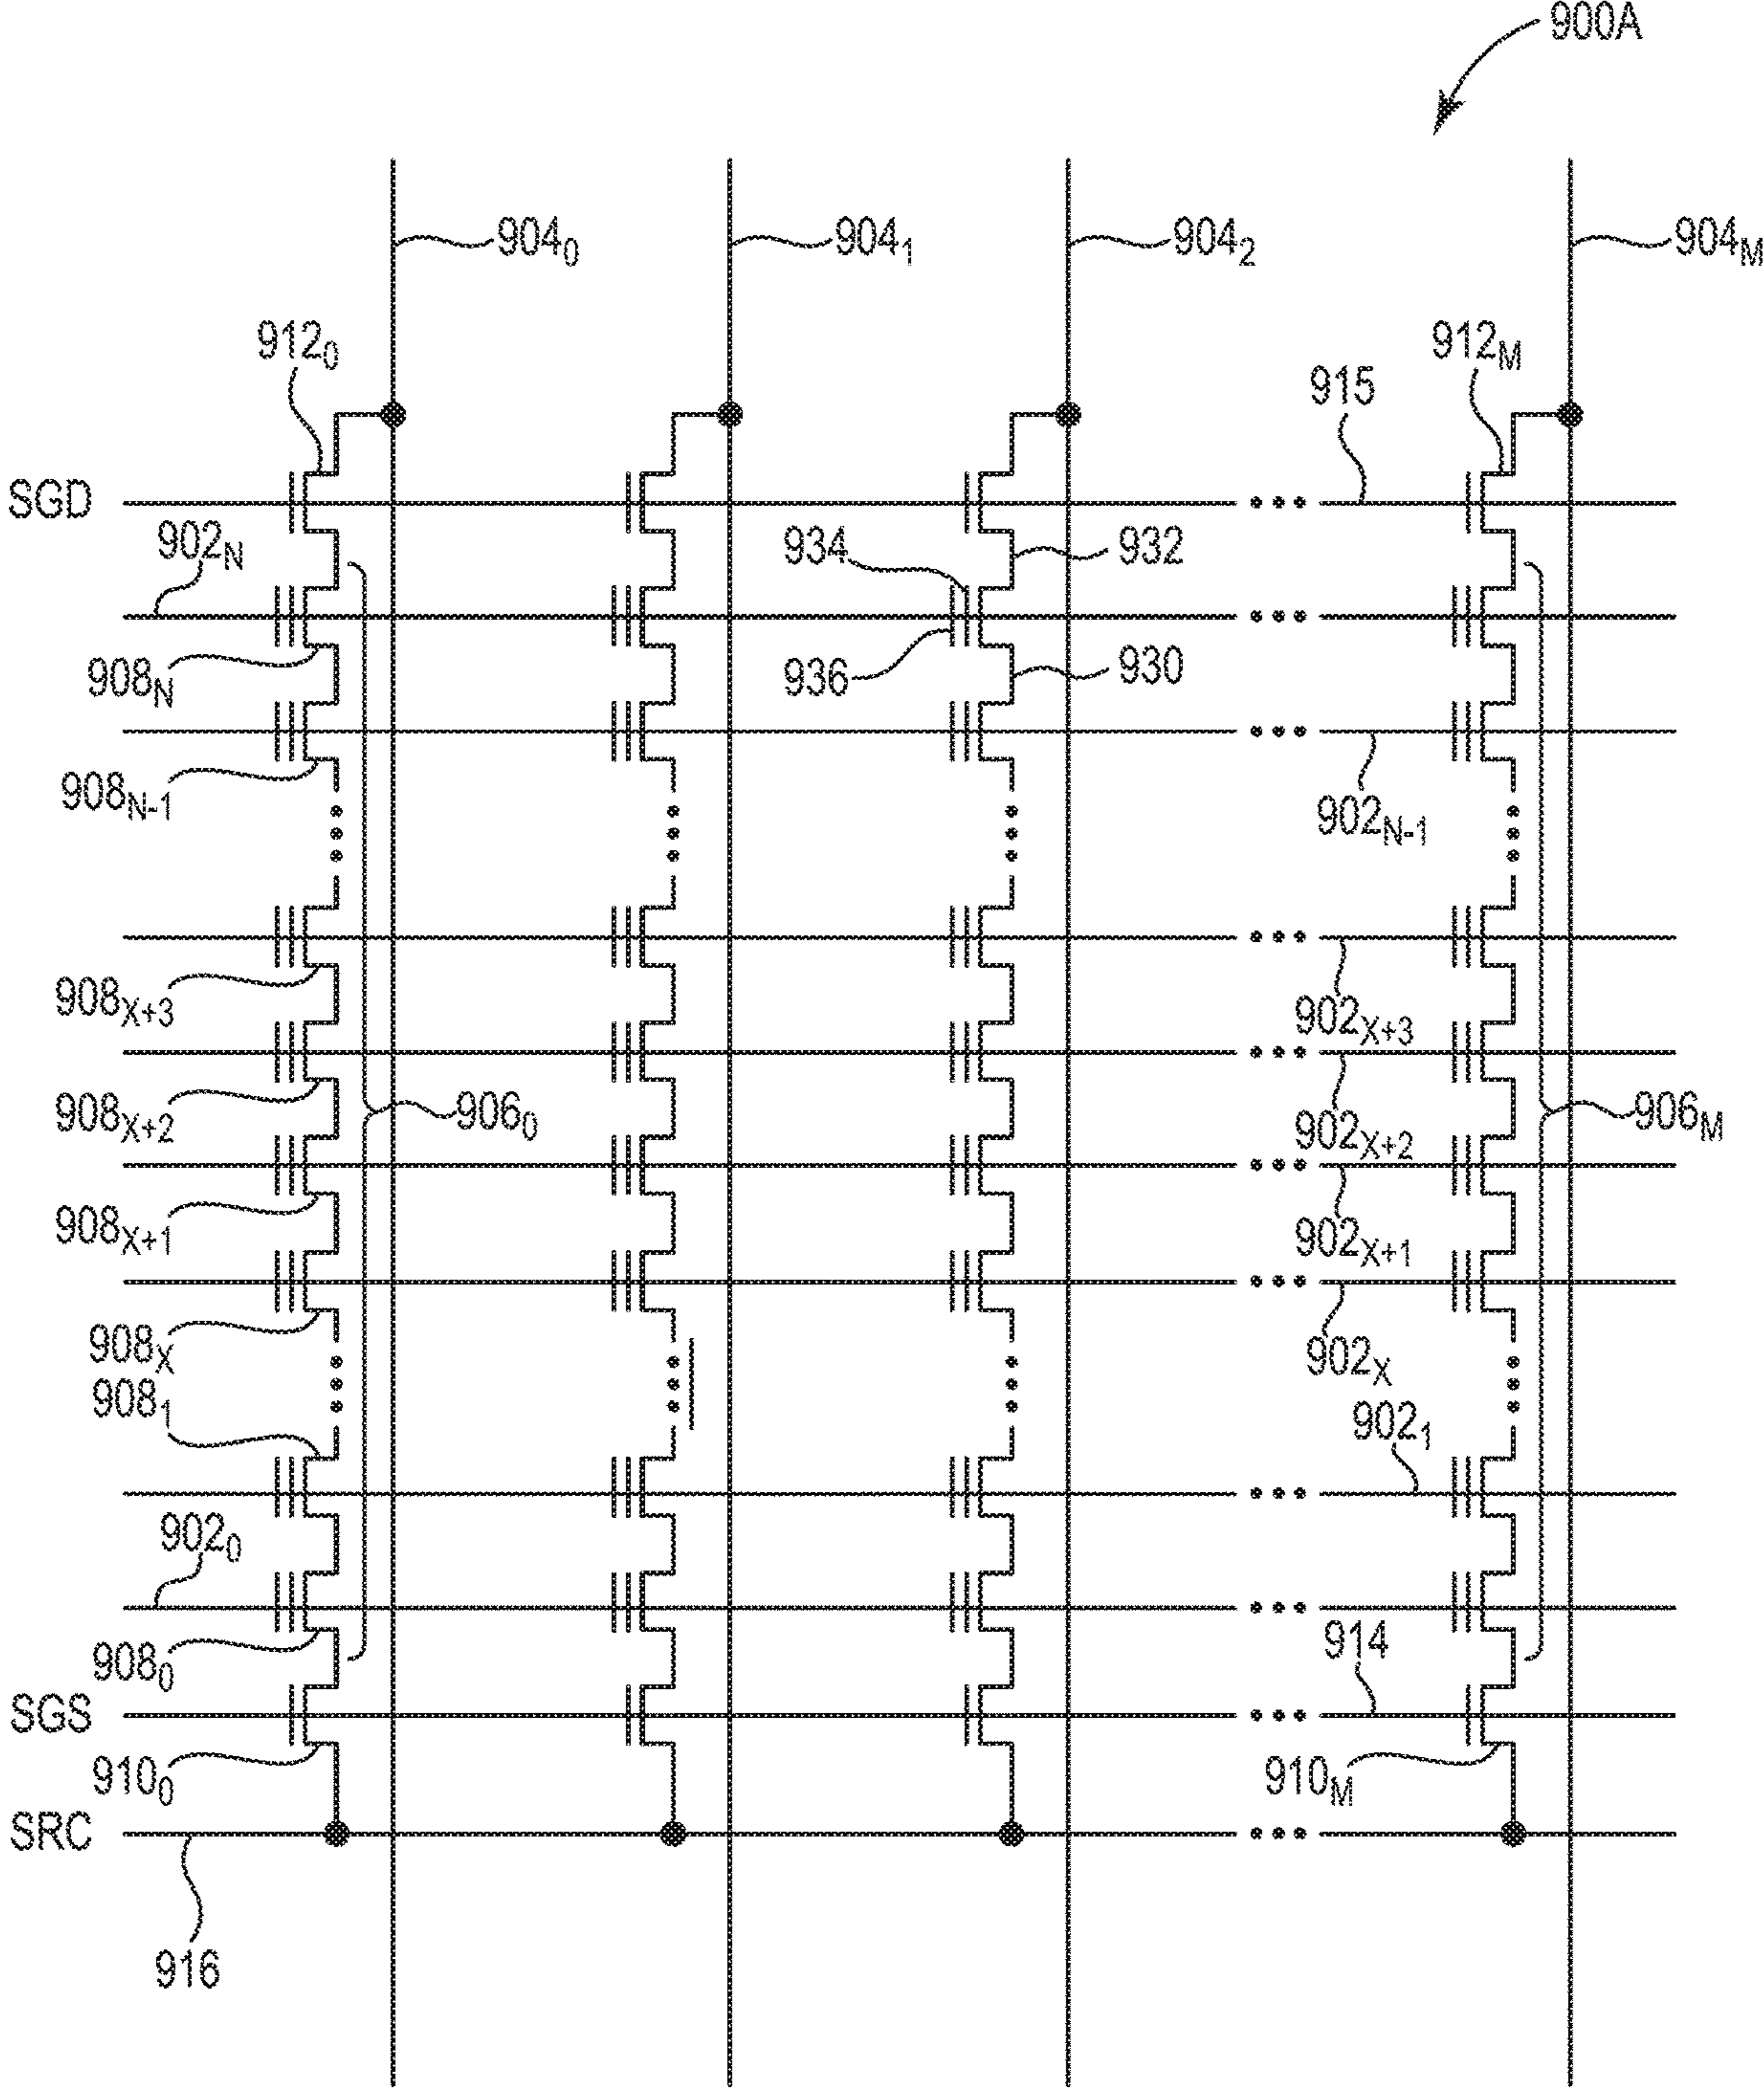 900A
904₀ 904₁ 904₂ 904M
912₀ 912M
915
SGD
902N 934 932
908N 936 930
908N-1 902N-1
908X+3 902X+3
908X+2 906₀ 902X+2 906M
908X+1 902X+1
908X 902X
908₁ 902₁
902₀
908₀ 914
SGS
910₀ 910M
SRC
916